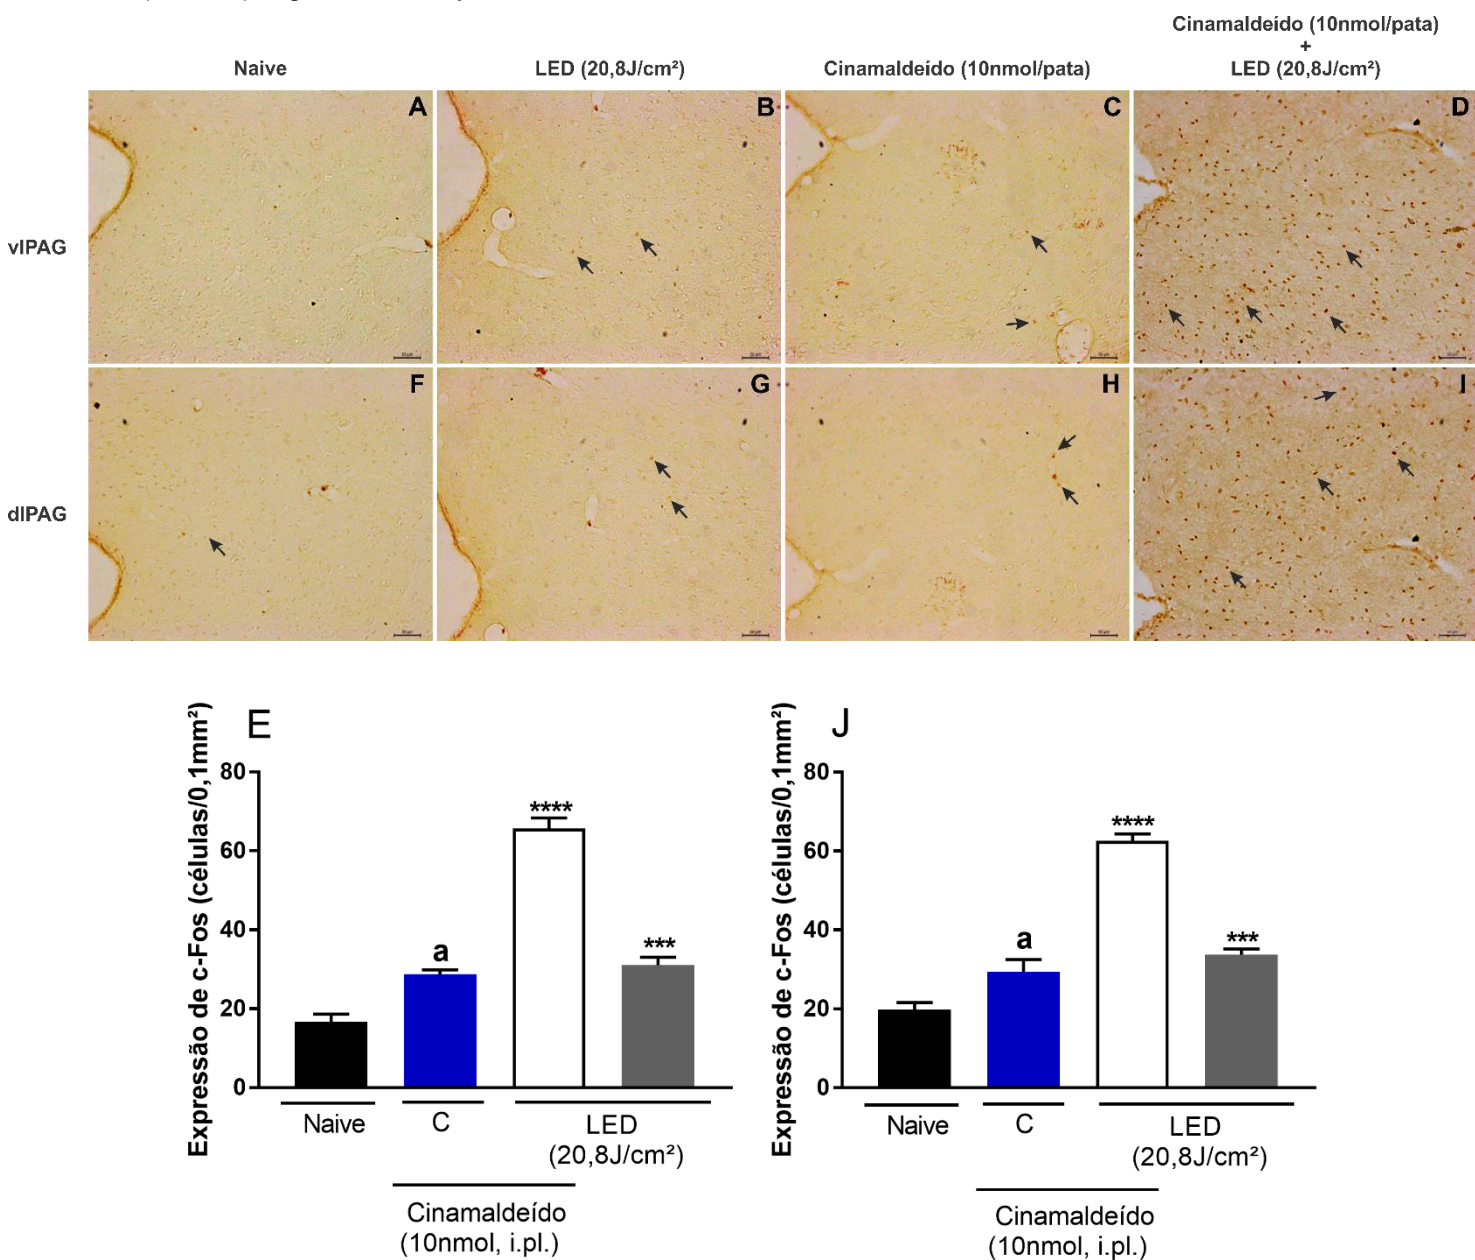 Cinamaldeído (10nmol/pata)
+
Naive
LED (20,8J/cm²)
Cinamaldeído (10nmol/pata)
LED (20,8J/cm²)
A
B
C
D
vlPAG
F
G
H
I
dlPAG
E
Expressão de c-Fos (células/0,1mm²)
80
60
40
20
0
a
****
***
Naive
C
LED
(20,8J/cm²)
Cinamaldeído
(10nmol, i.pl.)
J
Expressão de c-Fos (células/0,1mm²)
80
60
40
20
0
a
****
***
Naive
C
LED
(20,8J/cm²)
Cinamaldeído
(10nmol, i.pl.)